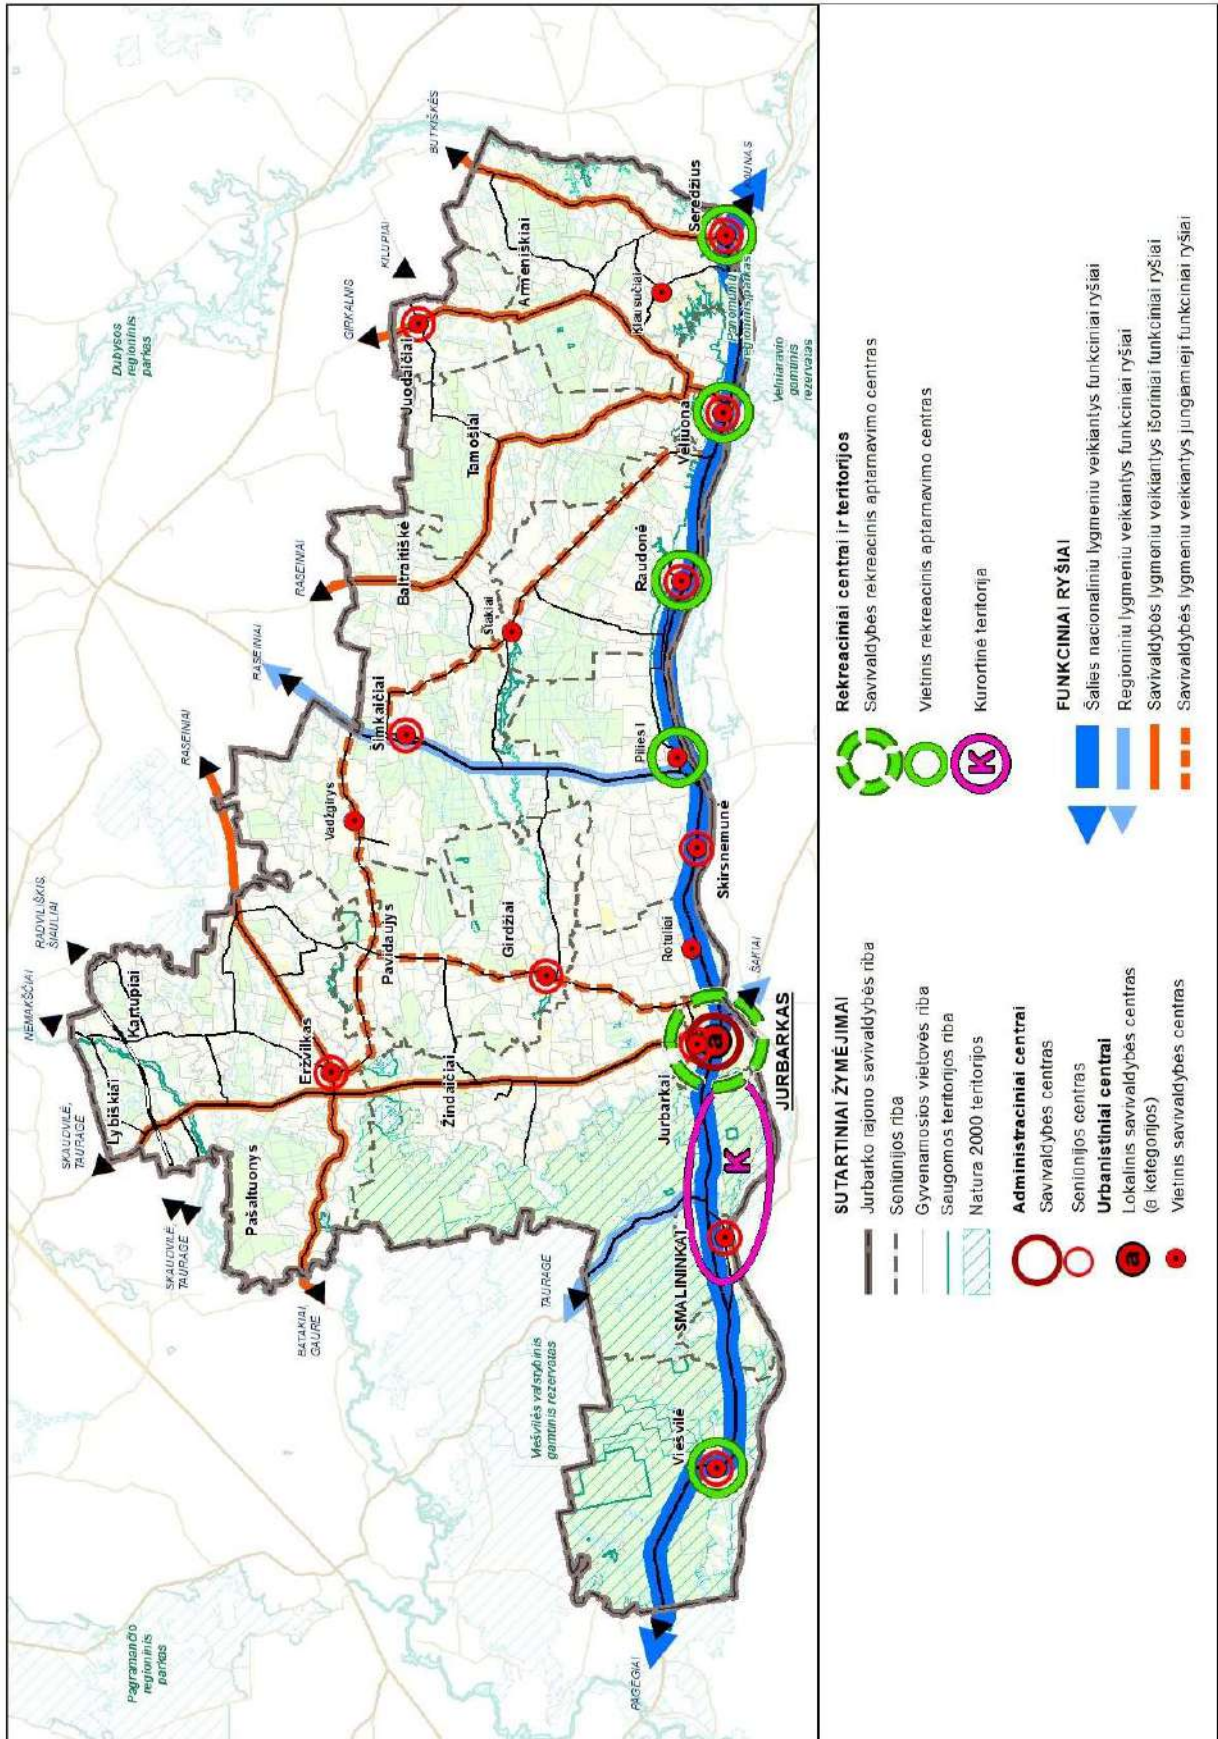 Pagramančio
regioninis
parkas
Dubysos
regioninis
parkas
NEMAKŠČIAI
RADVILIŠKIS,
ŠIAULIAI
SKAUDVILĖ,
TAURAGĖ
SKAUDVILĖ,
TAURAGĖ
BATAKIAI,
GAURĖ
TAURAGĖ
PAGĖGIAI
RASEINIAI
RASEINIAI
RASEINIAI
GIRKALNIS
KILUPIAI
BUTKIŠKĖS
KAUNAS
ŠAKIAI
Viešvilės valstybinis
gamtinis rezervatas
Panemunių
regioninis parkas
Lybiškiai
Kartupiai
Pašaltuonys
Eržvilkas
Pavidaujys
Vadžgirys
Žindaičiai
Girdžiai
Šimkaičiai
Baltraitiškė
Stakiai
Tamošiai
Juodaičiai
Armeniškiai
Klausučiai
Seredžius
Veliuona
Raudonė
Pilies I
Skirsnemunė
Rotuliai
Jurbarkai
JURBARKAS
a
K
SMALININKAI
Viešvilė
SUTARTINIAI ŽYMĖJIMAI
Jurbarko rajono savivaldybės riba
Seniūnijos riba
Gyvenamosios vietovės riba
Saugomos teritorijos riba
Natura 2000 teritorijos
Administraciniai centrai
Savivaldybės centras
Seniūnijos centras
Urbanistiniai centrai
a
Lokalinis savivaldybės centras
(a ketegorijos)
Vietinis savivaldybės centras
Rekreaciniai centrai ir teritorijos
Savivaldybės rekreacinis aptarnavimo centras
Vietinis rekreacinis aptarnavimo centras
K
Kurortinė teritorija
FUNKCINIAI RYŠIAI
Šalies nacionaliniu lygmeniu veikiantys funkciniai ryšiai
Regioniniu lygmeniu veikiantys funkciniai ryšiai
Savivaldybės lygmeniu veikiantys išoriniai funkciniai ryšiai
Savivaldybės lygmeniu veikiantys jungiamieji funkciniai ryšiai